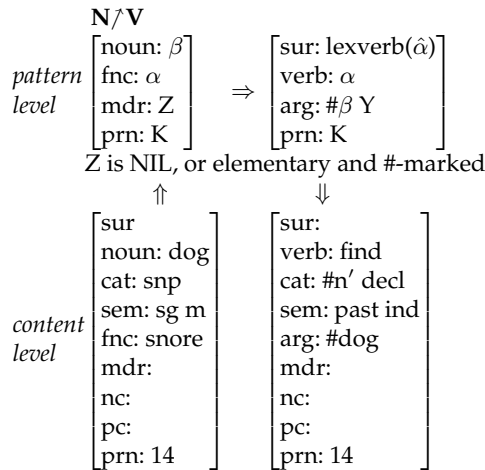 N↗V
pattern level
[noun: β
fnc: α
mdr: Z
prn: K]
⇒
[sur: lexverb(α̂)
verb: α
arg: #β Y
prn: K]
Z is NIL, or elementary and #-marked
⇑ ⇓
content level
[sur
noun: dog
cat: snp
sem: sg m
fnc: snore
mdr:
nc:
pc:
prn: 14]
[sur:
verb: find
cat: #n′ decl
sem: past ind
arg: #dog
mdr:
nc:
pc:
prn: 14]